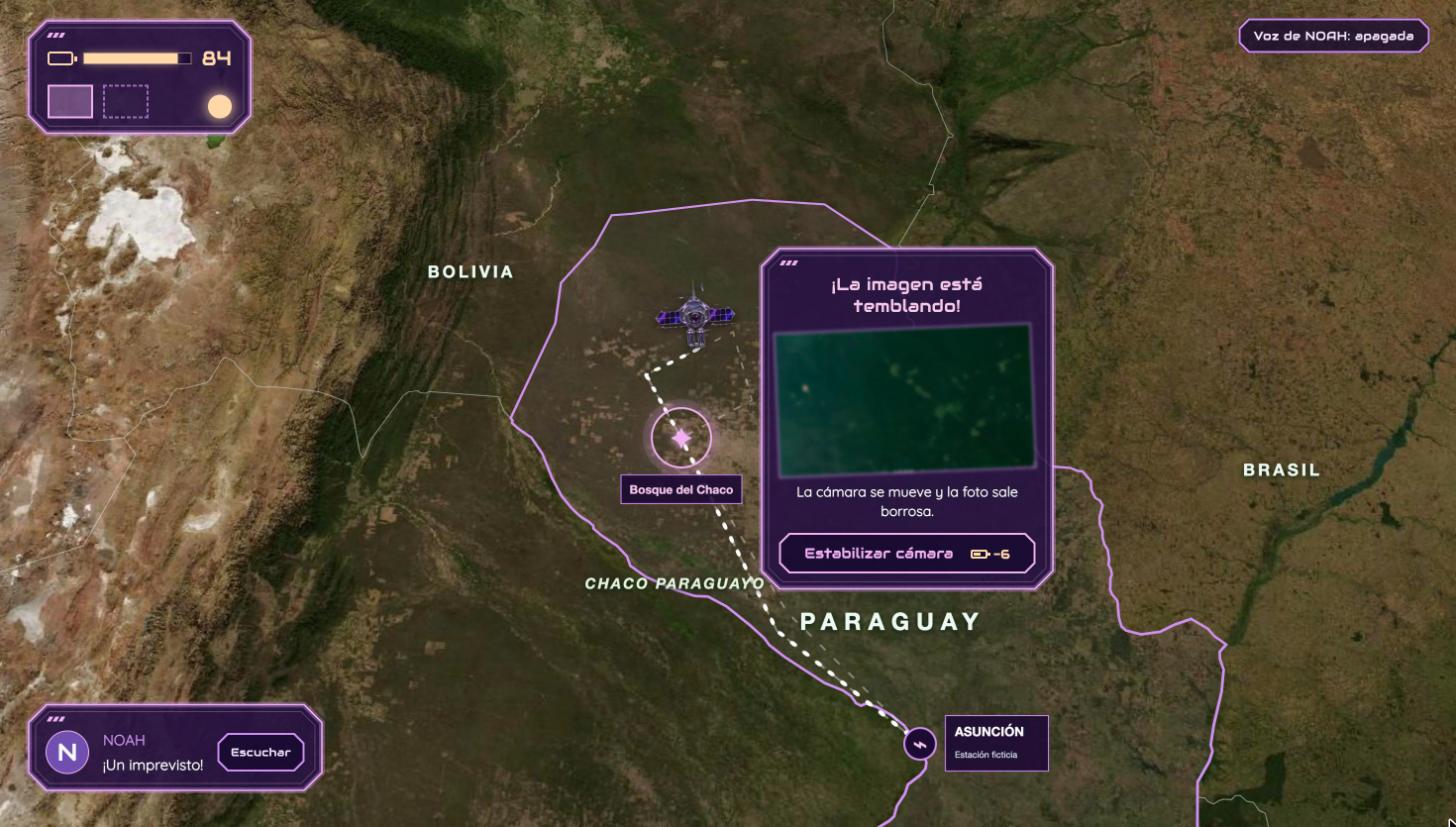 84
Voz de NOAH: apagada
BOLIVIA
¡La imagen está
temblando!
La cámara se mueve y la foto sale
borrosa.
Estabilizar cámara -6
Bosque del Chaco
BRASIL
CHACO PARAGUAYO
PARAGUAY
ASUNCIÓN
Estación ficticia
N
NOAH
¡Un imprevisto!
Escuchar